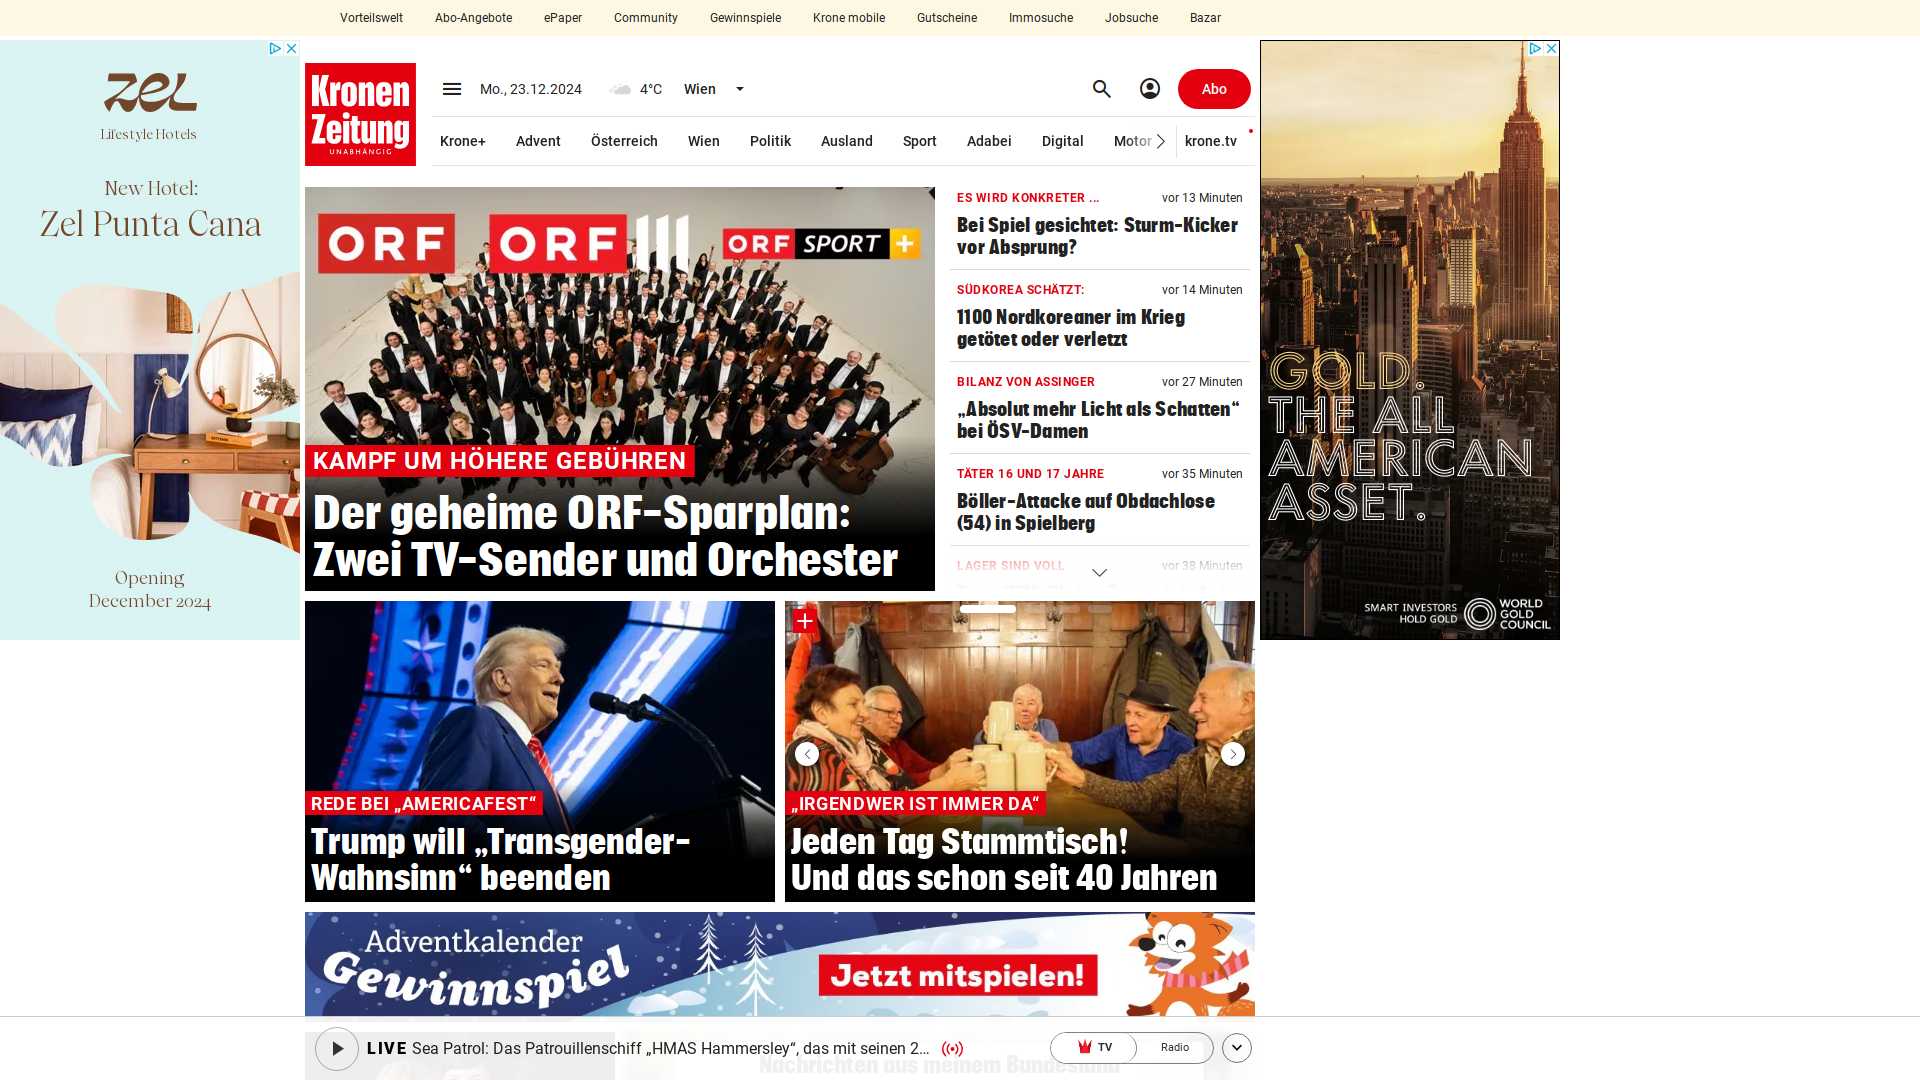 Vorteilswelt Abo-Angebote ePaper Community Gewinnspiele Krone mobile Gutscheine Immosuche Jobsuche Bazar
zel
Lifestyle Hotels
New Hotel:
Zel Punta Cana
Opening
December 2024
Kronen
Zeitung
UNABHÄNGIG
Mo., 23.12.2024 4°C Wien
Abo
Krone+ Advent Österreich Wien Politik Ausland Sport Adabei Digital Motor krone.tv
ORF ORF III ORF SPORT +
KAMPF UM HÖHERE GEBÜHREN
Der geheime ORF-Sparplan:
Zwei TV-Sender und Orchester
ES WIRD KONKRETER ... vor 13 Minuten
Bei Spiel gesichtet: Sturm-Kicker
vor Absprung?
SÜDKOREA SCHÄTZT: vor 14 Minuten
1100 Nordkoreaner im Krieg
getötet oder verletzt
BILANZ VON ASSINGER vor 27 Minuten
„Absolut mehr Licht als Schatten“
bei ÖSV-Damen
TÄTER 16 UND 17 JAHRE vor 35 Minuten
Böller-Attacke auf Obdachlose
(54) in Spielberg
LAGER SIND VOLL vor 38 Minuten
GOLD.
THE ALL
AMERICAN
ASSET.
SMART INVESTORS
HOLD GOLD
WORLD
GOLD
COUNCIL
REDE BEI „AMERICAFEST“
Trump will „Transgender-
Wahnsinn“ beenden
„IRGENDWER IST IMMER DA“
Jeden Tag Stammtisch!
Und das schon seit 40 Jahren
Adventkalender
Gewinnspiel
Jetzt mitspielen!
LIVE Sea Patrol: Das Patrouillenschiff „HMAS Hammersley“, das mit seinen 2...
TV Radio
Nachrichten aus meinem Bundesland